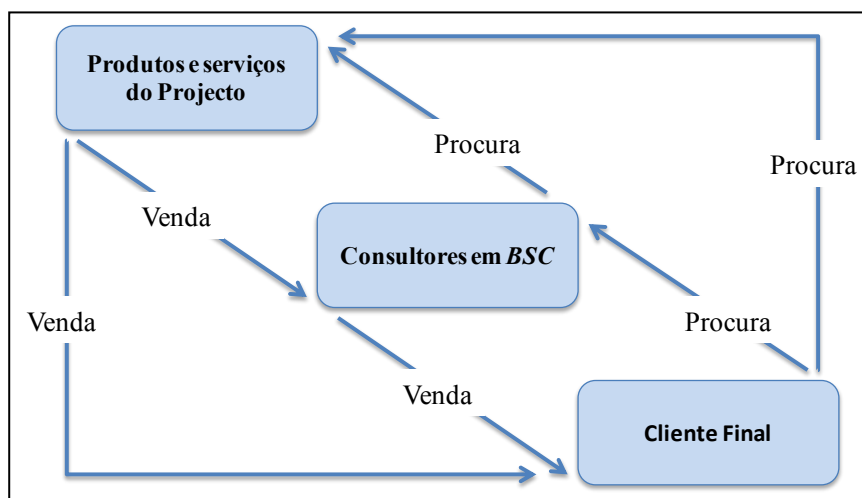 Produtos e serviços
do Projecto
Procura
Procura
Venda
Consultores em BSC
Venda
Procura
Venda
Cliente Final